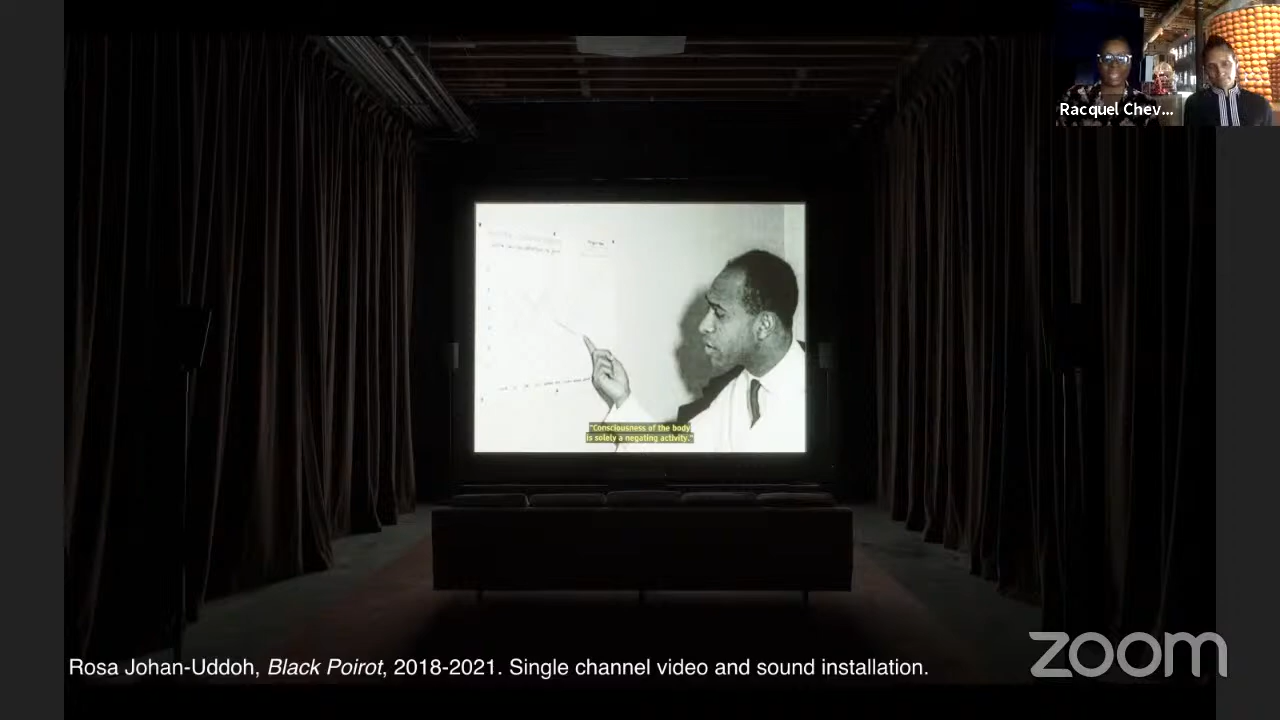 Racquel Chev...
"Consciousness of the body
is solely a negating activity."
Rosa Johan-Uddoh, Black Poirot, 2018-2021. Single channel video and sound installation.
zoom